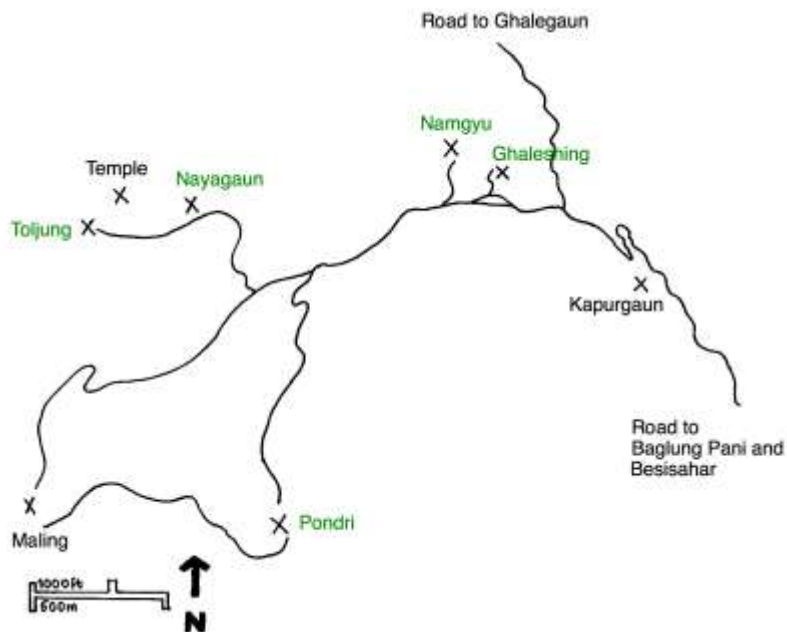 Road to Ghalegaun
Namgyu
Ghaleshing
Temple
Nayagaun
Toljung
Kapurgaun
Road to
Baglung Pani and
Besisahar
Pondri
Maling
1000ft
500m
N